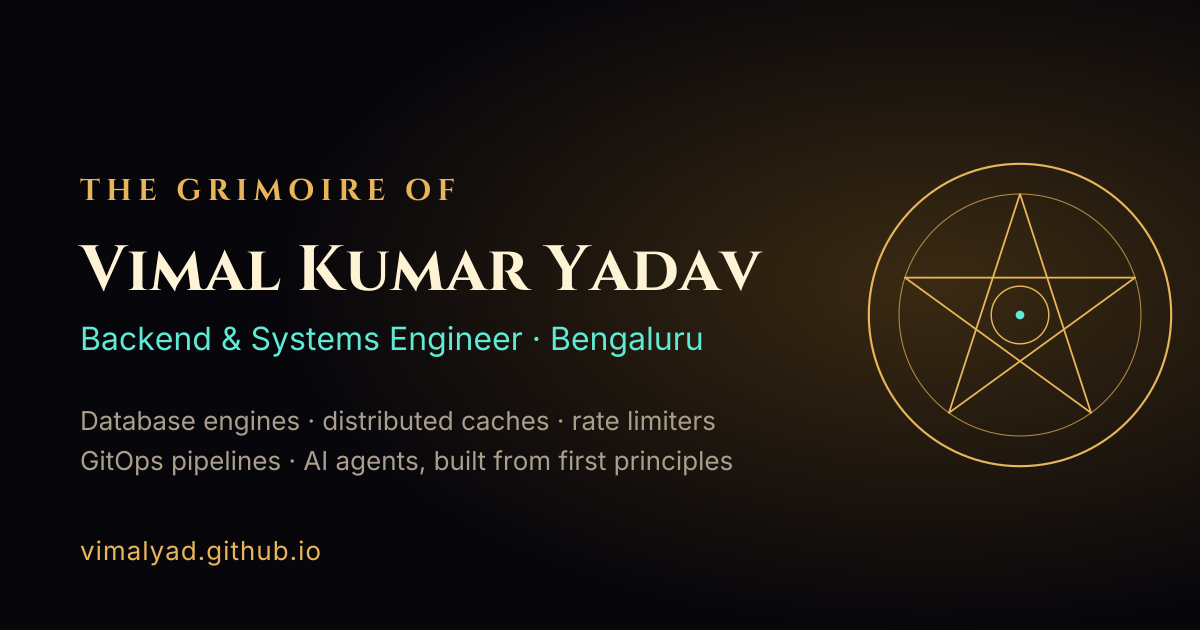 THE GRIMOIRE OF
Vimal Kumar Yadav
Backend & Systems Engineer · Bengaluru
Database engines · distributed caches · rate limiters
GitOps pipelines · AI agents, built from first principles
vimalyad.github.io